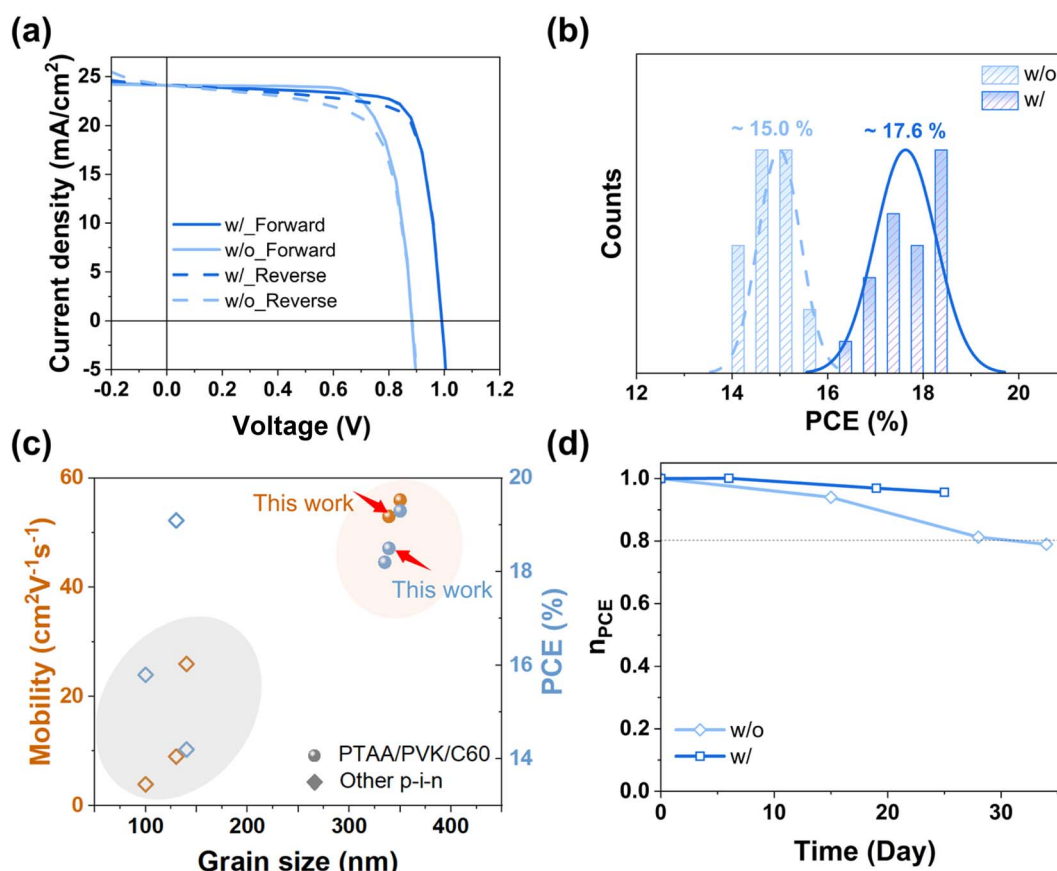 (a)
Current density (mA/cm²)
25
20
15
10
5
0
-5
w/_Forward
w/o_Forward
w/_Reverse
w/o_Reverse
-0.2 0.0 0.2 0.4 0.6 0.8 1.0 1.2
Voltage (V)
(b)
Counts
w/o
w/
~ 15.0 %
~ 17.6 %
12 14 16 18 20
PCE (%)
(c)
Mobility (cm²V⁻¹s⁻¹)
60
40
20
0
This work
This work
PTAA/PVK/C60
Other p-i-n
20
18
16
14
PCE (%)
100 200 300 400
Grain size (nm)
(d)
nPCE
1.0
0.8
0.6
0.4
0.2
0.0
w/o
w/
0 10 20 30
Time (Day)